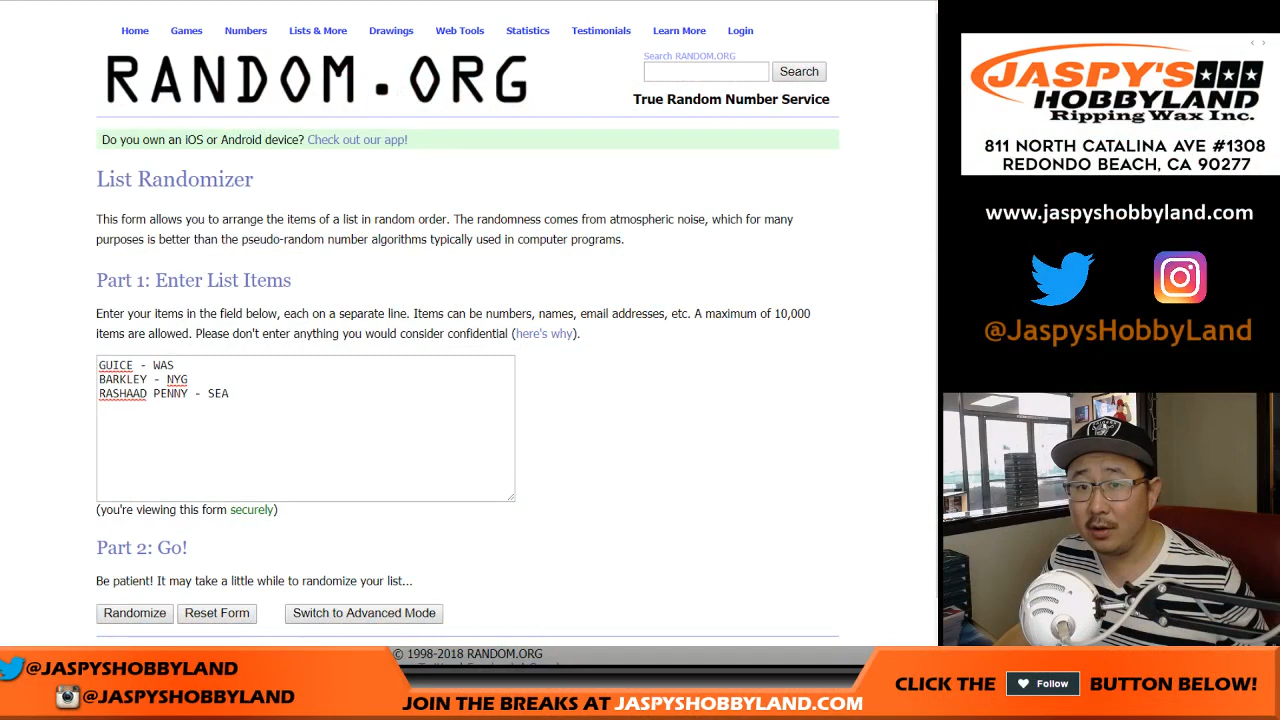 Home Games Numbers Lists & More Drawings Web Tools Statistics Testimonials Learn More Login
RANDOM.ORG
Search RANDOM.ORG
Search
True Random Number Service
Do you own an iOS or Android device? Check out our app!
List Randomizer
This form allows you to arrange the items of a list in random order. The randomness comes from atmospheric noise, which for many
purposes is better than the pseudo-random number algorithms typically used in computer programs.
Part 1: Enter List Items
Enter your items in the field below, each on a separate line. Items can be numbers, names, email addresses, etc. A maximum of 10,000
items are allowed. Please don't enter anything you would consider confidential (here's why).
GUICE - WAS
BARKLEY - NYG
RASHAAD PENNY - SEA
(you're viewing this form securely)
Part 2: Go!
Be patient! It may take a little while to randomize your list...
Randomize Reset Form Switch to Advanced Mode
© 1998-2018 RANDOM.ORG
JASPY'S
HOBBYLAND
Ripping Wax Inc.
811 NORTH CATALINA AVE #1308
REDONDO BEACH, CA 90277
www.jaspyshobbyland.com
@JaspysHobbyLand
@JASPYSHOBBYLAND
@JASPYSHOBBYLAND
JOIN THE BREAKS AT JASPYSHOBBYLAND.COM
CLICK THE Follow BUTTON BELOW!